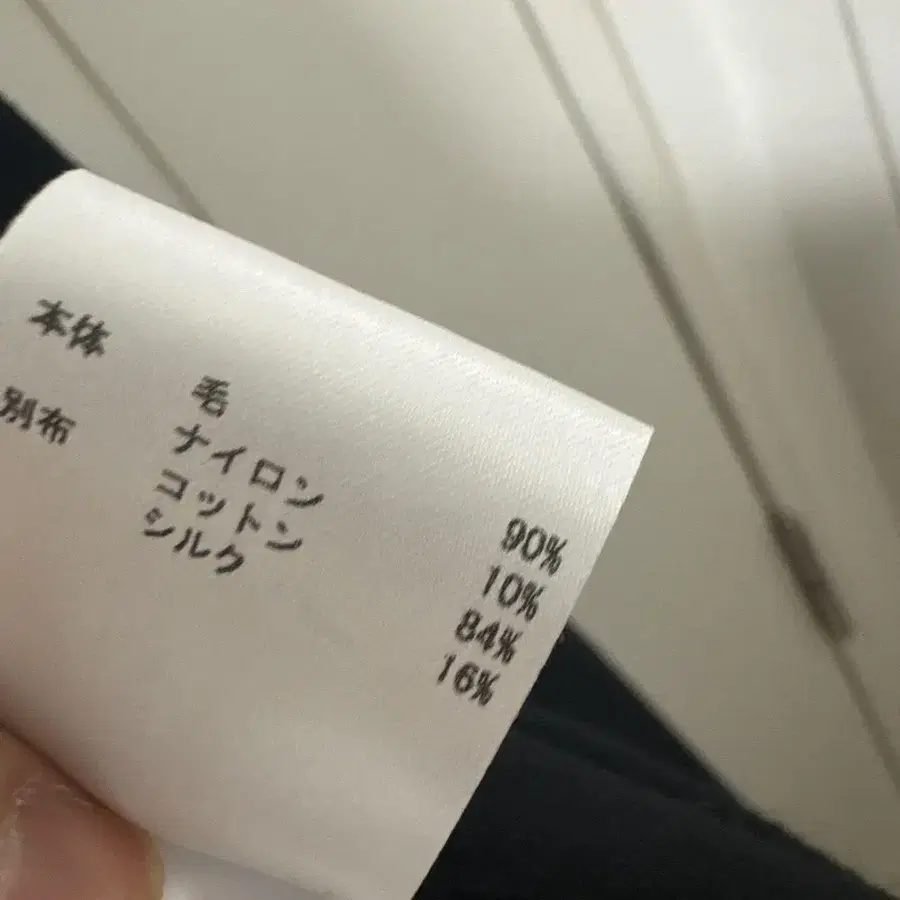 本体 毛 90%
ナイロン 10%
別布 コットン 84%
シルク 16%